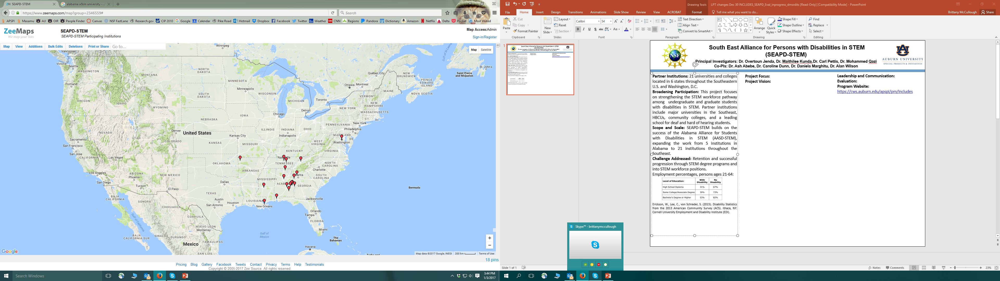 SEAPD-STEM
alabama a&m university -...
https://www.zeemaps.com/map?group=2346559#
Search
APSPI Masamu AU OIR People Finder Canvas NSF FastLane Research.gov CIP 2010 Google Calendar Pike Road Hotmail Dropbox Facebook Twitter Weather CNN Regions Pandora Dictionary Amazon Netflix Delta Pocket Most Visited
ZeeMaps
We map your lists
SEAPD-STEM
SEAPD-STEM Participating Institutions
Map Access:Admin
Sign-in/Register
Map View Additions Bulk Edits Deletions Print or Share Go to...
Map Satellite
Winnipeg
Vancouver
Victoria
Seattle
WASHINGTON
MONTANA
NORTH DAKOTA
MINNESOTA
Minneapolis
Québec City
NEW BRUNSWICK
PRINCE EDWARD ISLAND
St. John's
Saint Pierre and Miquelon
Gulf of St. Lawrence
Portland
OREGON
IDAHO
SOUTH DAKOTA
WISCONSIN
MICHIGAN
Ottawa
Montreal
Toronto
VERMONT
MAINE
NOVA SCOTIA
WYOMING
IOWA
Chicago
Detroit
NEW YORK
NEW HAMPSHIRE
MASSACHUSETTS
CT
RI
NEBRASKA
ILLINOIS
INDIANA
OHIO
PENNSYLVANIA
New York
Philadelphia
NJ
NEVADA
UTAH
Denver
United States
Kansas City
Indianapolis
MARYLAND
DE
Washington
Sacramento
San Francisco
San Jose
COLORADO
KANSAS
MISSOURI
WEST VIRGINIA
KENTUCKY
VIRGINIA
CALIFORNIA
Las Vegas
OKLAHOMA
Nashville
TENNESSEE
NORTH CAROLINA
Charlotte
Los Angeles
San Diego
ARIZONA
Phoenix
NEW MEXICO
ARKANSAS
MISSISSIPPI
Atlanta
SOUTH CAROLINA
Dallas
GEORGIA
Tucson
El Paso
Bermuda
TEXAS
BAJA CALIFORNIA
SONORA
CHIHUAHUA
Austin
San Antonio
Houston
LOUISIANA
New Orleans
Jacksonville
Gulf of California
COAHUILA
Orlando
Tampa
FLORIDA
NUEVO LEON
Monterrey
Miami
BAJA CALIFORNIA SUR
SINALOA
DURANGO
TAMAULIPAS
Mexico
Gulf of Mexico
The Bahamas
Havana
SAN LUIS
Google
Map data ©2017 Google, INEGI 200 km Terms of Use
18 pins
Pricing Blog Gallery Facebook Tweets Contact Privacy Terms Help Testimonials
Copyright © 2005-2017 Zee Source. All rights reserved.
Search Windows
3:44 PM
1/3/2017
Drawing Tools
LPT changes Dec 30 INCLUDES_SEAPD_Eval_inprogress_dmsrdits [Read-Only] [Compatibility Mode] - PowerPoint
File Home Insert Design Transitions Animations Slide Show Review View ACROBAT Format Tell me what you want to do...
Brittany McCullough Share
Paste
Cut
Copy
Format Painter
Clipboard
New Slide
Layout
Reset
Section
Slides
Calibri 54
Font
Text Direction
Align Text
Convert to SmartArt
Paragraph
Arrange
Quick Styles
Shape Fill
Shape Outline
Shape Effects
Drawing
Find
Replace
Select
Editing
1
NSF
South East Alliance for Persons with Disabilities in STEM
(SEAPD-STEM)
Principal Investigators: Dr. Overtoun Jenda, Dr. Maithilee Kunda,Dr. Carl Pettis, Dr. Mohammed Qazi
Co-PIs: Dr. Ash Abebe, Dr. Caroline Dunn, Dr. Daniela Marghitu, Dr. Alan Wilson
AUBURN UNIVERSITY
SPECIAL PROJECTS & INITIATIVES
Partner Institutions: 21 universities and colleges
located in 6 states throughout the Southeastern
U.S. and Washington, D.C.
Broadening Participation: This project focuses
on strengthening the STEM workforce pathway
among undergraduate and graduate students
with disabilities in STEM. Partner institutions
include major universities in the Southeast,
HBCUs, community colleges, and a leading
school for deaf and hard of hearing students.
Scope and Scale: SEAPD-STEM builds on the
success of the Alabama Alliance for Students
with Disabilities in STEM (AASD-STEM),
expanding the work from 5 institutions in
Alabama to 21 institutions throughout the
Southeast.
Challenge Addressed: Retention and successful
progression through STEM degree programs and
into STEM workforce positions.
Employment percentages, persons ages 21-64:
Level of Education: With Disability No Disability
High School Diploma 31% 67%
Some College/Associate Degree 39% 73%
Bachelor's Degree or Higher 53% 82%
Erickson, W., Lee, C., von Schrader, S. (2015). Disability Statistics
from the 2013 American Community Survey (ACS). Ithaca, NY:
Cornell University Employment and Disability Institute (EDI).
Project Focus:
Project Vision:
Leadership and Communication:
Evaluation:
Program Website:
https://cws.auburn.edu/apspi/pm/includes
Skype™ - brittanymccullough
Slide 1 of 1
Notes Comments 23%